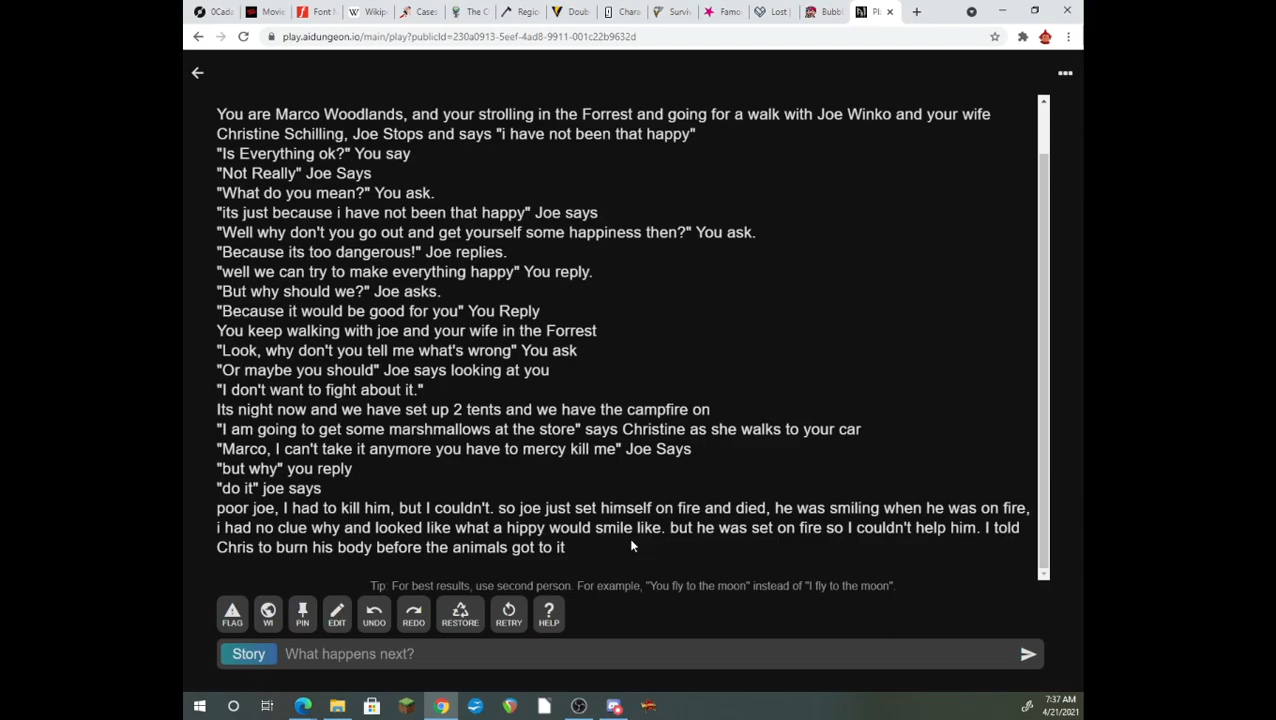 0Cada
Movie
Font M
Wikip
Cases
The C
Region
Doub
Chara
Surviv
Famo
Lost |
Bubbl
Pl
play.aidungeon.io/main/play?publicId=230a0913-5eef-4ad8-9911-001c22b9632d
You are Marco Woodlands, and your strolling in the Forrest and going for a walk with Joe Winko and your wife
Christine Schilling, Joe Stops and says "i have not been that happy"
"Is Everything ok?" You say
"Not Really" Joe Says
"What do you mean?" You ask.
"its just because i have not been that happy" Joe says
"Well why don't you go out and get yourself some happiness then?" You ask.
"Because its too dangerous!" Joe replies.
"well we can try to make everything happy" You reply.
"But why should we?" Joe asks.
"Because it would be good for you" You Reply
You keep walking with joe and your wife in the Forrest
"Look, why don't you tell me what's wrong" You ask
"Or maybe you should" Joe says looking at you
"I don't want to fight about it."
Its night now and we have set up 2 tents and we have the campfire on
"I am going to get some marshmallows at the store" says Christine as she walks to your car
"Marco, I can't take it anymore you have to mercy kill me" Joe Says
"but why" you reply
"do it" joe says
poor joe, I had to kill him, but I couldn't. so joe just set himself on fire and died, he was smiling when he was on fire,
i had no clue why and looked like what a hippy would smile like. but he was set on fire so I couldn't help him. I told
Chris to burn his body before the animals got to it
Tip: For best results, use second person. For example, "You fly to the moon" instead of "I fly to the moon".
FLAG
WI
PIN
EDIT
UNDO
REDO
RESTORE
RETRY
HELP
Story What happens next?
7:37 AM
4/21/2021